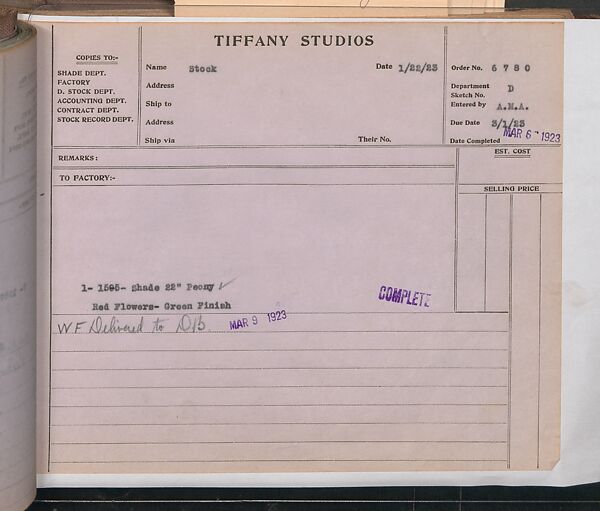 TIFFANY STUDIOS
COPIES TO:-
SHADE DEPT.
FACTORY
D. STOCK DEPT.
ACCOUNTING DEPT.
CONTRACT DEPT.
STOCK RECORD DEPT.
Name Stock Date 1/22/23
Address
Ship to
Address
Ship via Their No.
Order No. 6780
Department D
Sketch No.
Entered by A.M.A.
Due Date 3/1/23
Date Completed MAR 6 - 1923
REMARKS:
EST. COST
TO FACTORY:-
SELLING PRICE
1- 1595- Shade 22" Peony ✓
Red Flowers- Green Finish
COMPLETE
W F Delivered to D/B. MAR 9 1923